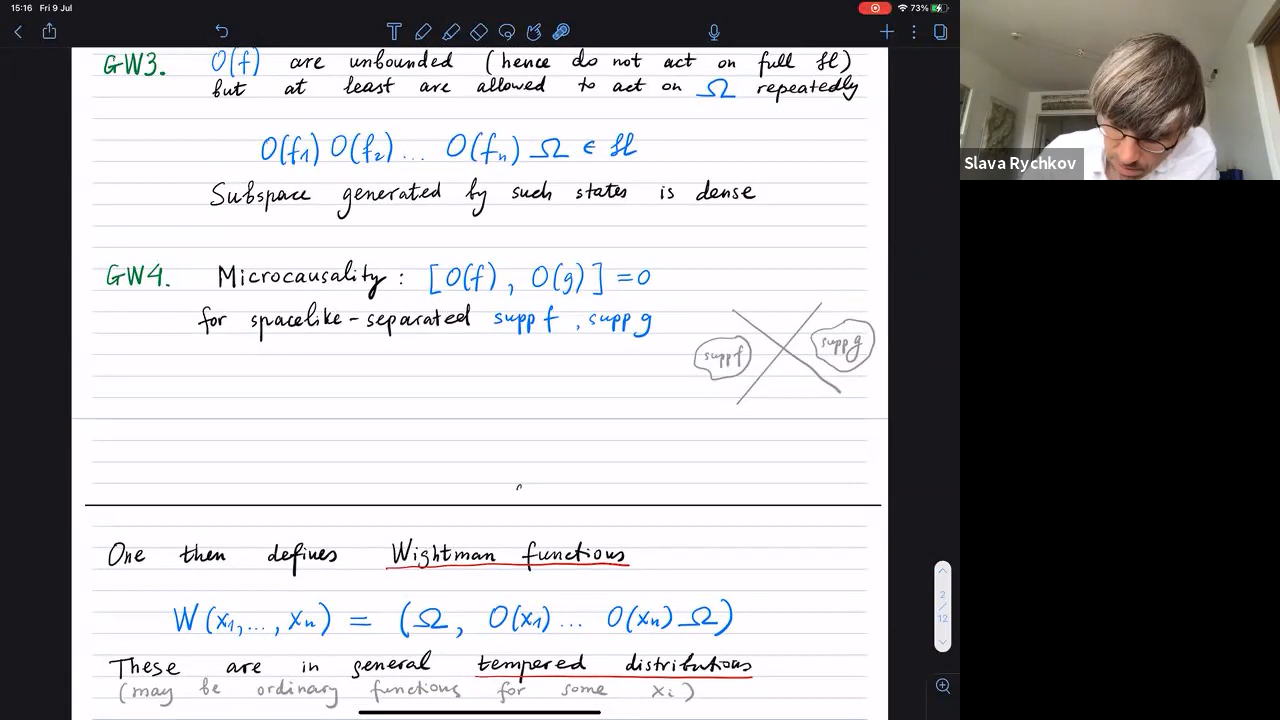 15:16 Fri 9 Jul
73%
GW3. O(f) are unbounded (hence do not act on full ℋ)
but at least are allowed to act on Ω repeatedly
O(f₁) O(f₂) ... O(fₙ) Ω ∈ ℋ
Subspace generated by such states is dense
GW4. Microcausality: [O(f), O(g)] = 0
for spacelike-separated supp f, supp g
supp f
supp g
One then defines Wightman functions
W(x₁, ..., xₙ) = (Ω, O(x₁) ... O(xₙ) Ω)
These are in general tempered distributions
(may be ordinary functions for some xᵢ)
2
/
12
Slava Rychkov